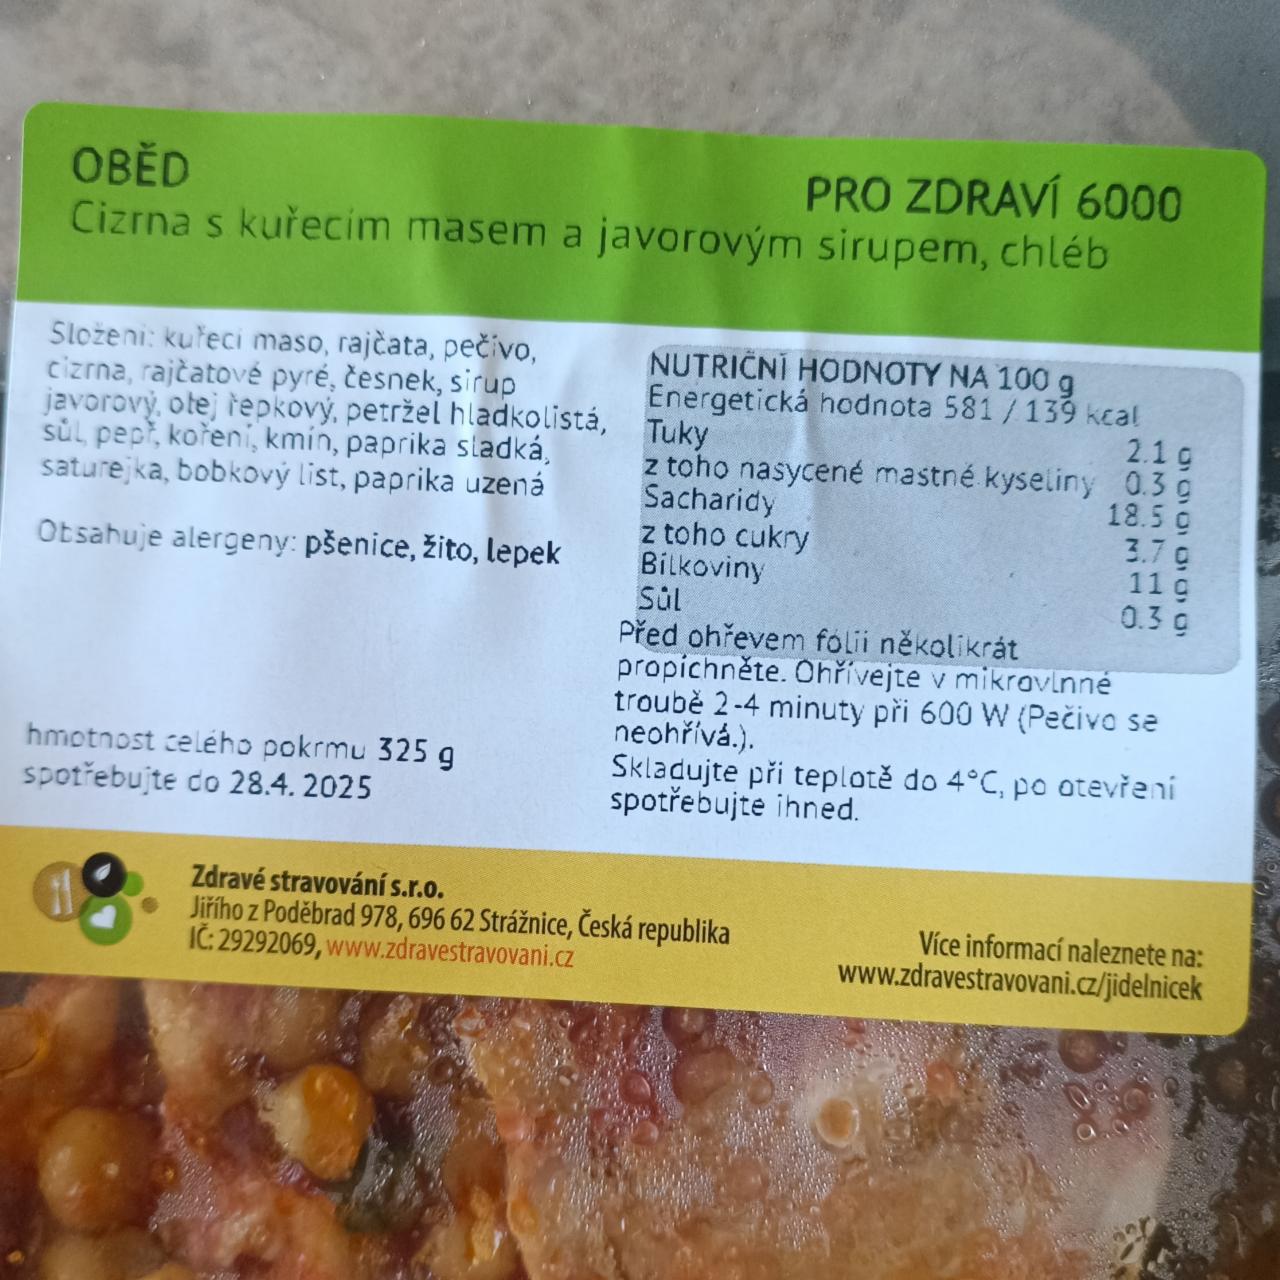 OBĚD
PRO ZDRAVÍ 6000
Cizrna s kuřecím masem a javorovým sirupem, chléb
Složení: kuřecí maso, rajčata, pečivo,
cizrna, rajčatové pyré, česnek, sirup
javorový, olej řepkový, petržel hladkolistá,
sůl, pepř, koření, kmín, paprika sladká,
saturejka, bobkový list, paprika uzená
Obsahuje alergeny: pšenice, žito, lepek
hmotnost celého pokrmu 325 g
spotřebujte do 28.4. 2025
NUTRIČNÍ HODNOTY NA 100 g
Energetická hodnota 581 / 139 kcal
Tuky 2.1 g
z toho nasycené mastné kyseliny 0.3 g
Sacharidy 18.5 g
z toho cukry 3.7 g
Bílkoviny 11 g
Sůl 0.3 g
Před ohřevem fólii několikrát
propíchněte. Ohřívejte v mikrovlnné
troubě 2-4 minuty při 600 W (Pečivo se
neohřívá.).
Skladujte při teplotě do 4°C, po otevření
spotřebujte ihned.
Zdravé stravování s.r.o.
Jiřího z Poděbrad 978, 696 62 Strážnice, Česká republika
IČ: 29292069, www.zdravestravovani.cz
Více informací naleznete na:
www.zdravestravovani.cz/jidelnicek